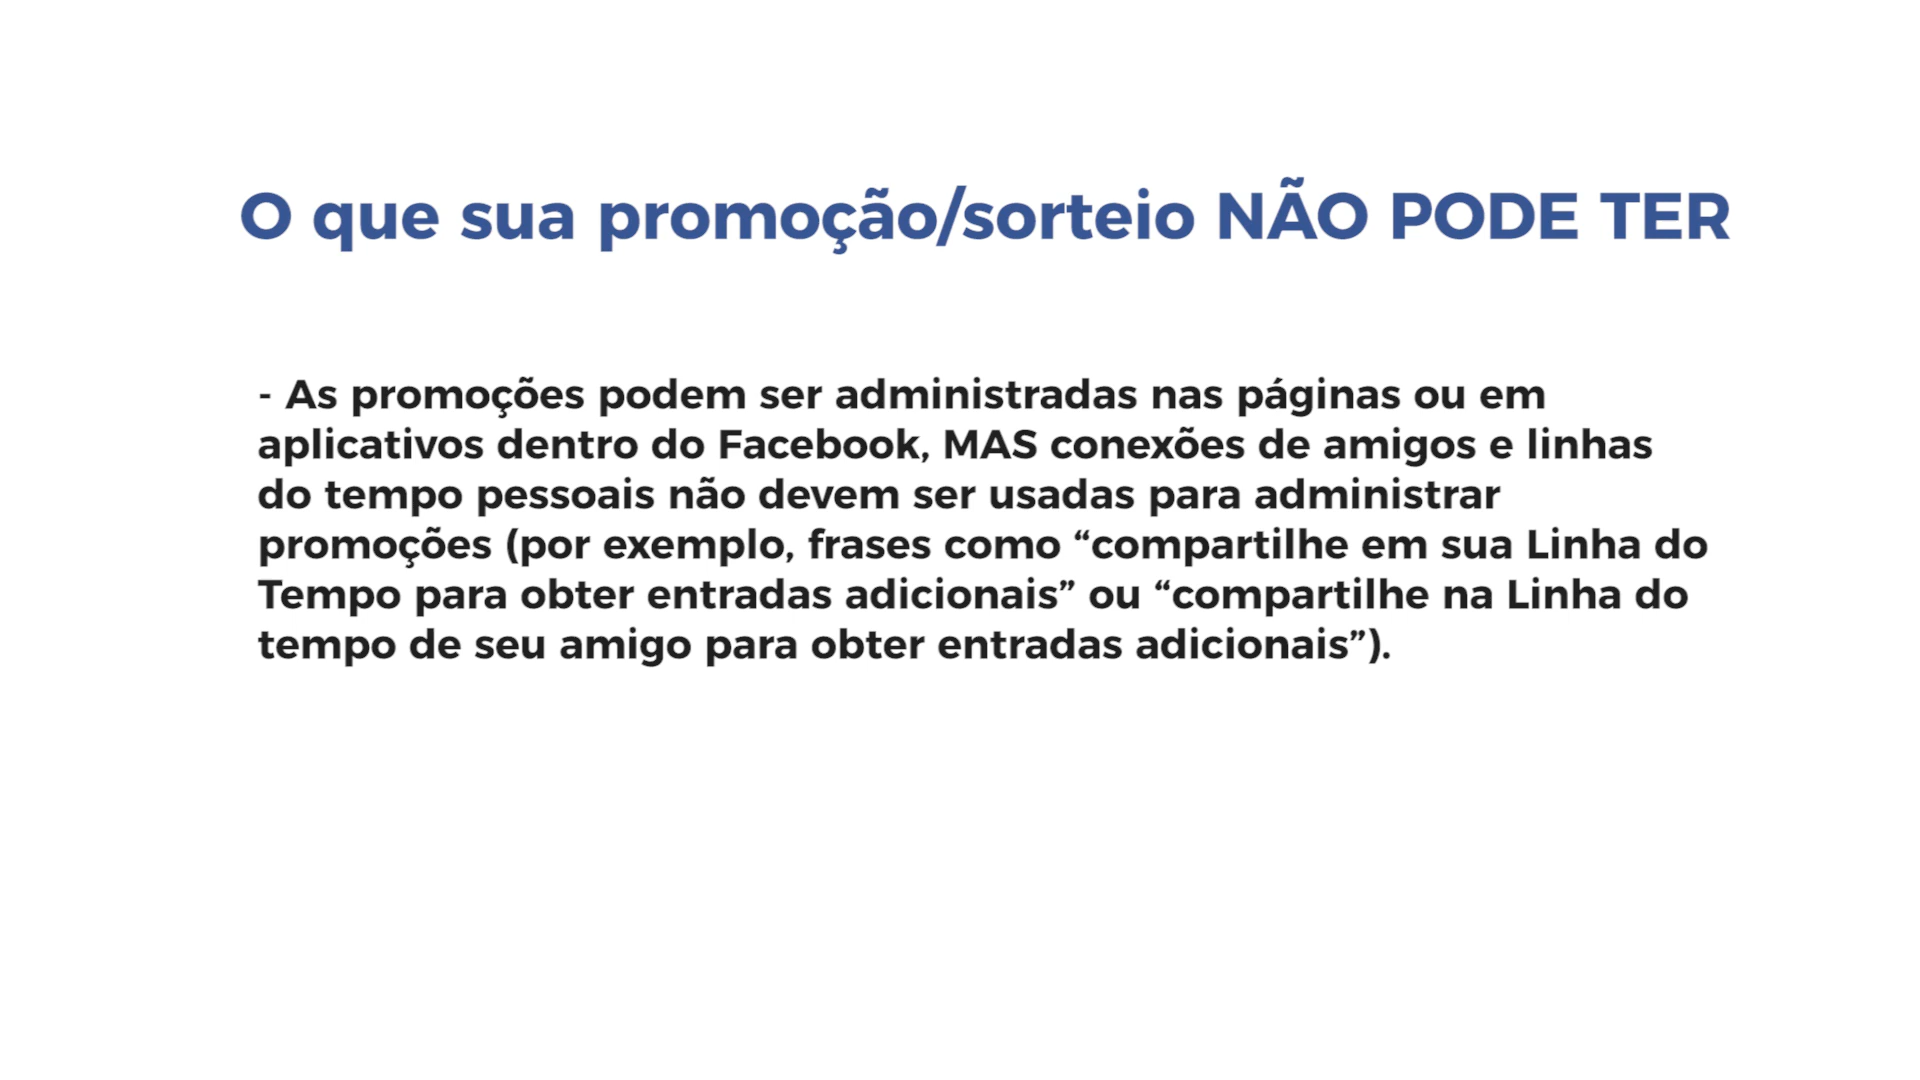 O que sua promoção/sorteio NÃO PODE TER
- As promoções podem ser administradas nas páginas ou em
aplicativos dentro do Facebook, MAS conexões de amigos e linhas
do tempo pessoais não devem ser usadas para administrar
promoções (por exemplo, frases como “compartilhe em sua Linha do
Tempo para obter entradas adicionais” ou “compartilhe na Linha do
tempo de seu amigo para obter entradas adicionais”).